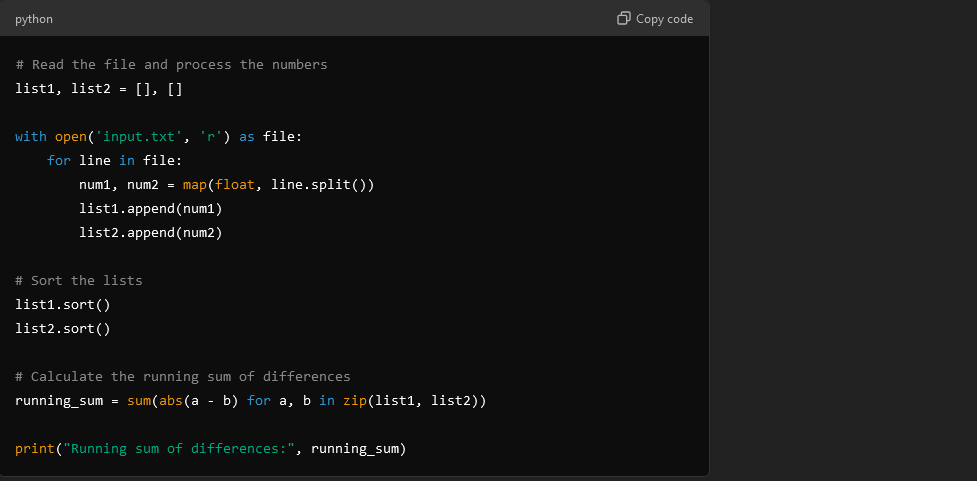 python
Copy code
# Read the file and process the numbers
list1, list2 = [], []
with open('input.txt', 'r') as file:
    for line in file:
        num1, num2 = map(float, line.split())
        list1.append(num1)
        list2.append(num2)
# Sort the lists
list1.sort()
list2.sort()
# Calculate the running sum of differences
running_sum = sum(abs(a - b) for a, b in zip(list1, list2))
print("Running sum of differences:", running_sum)